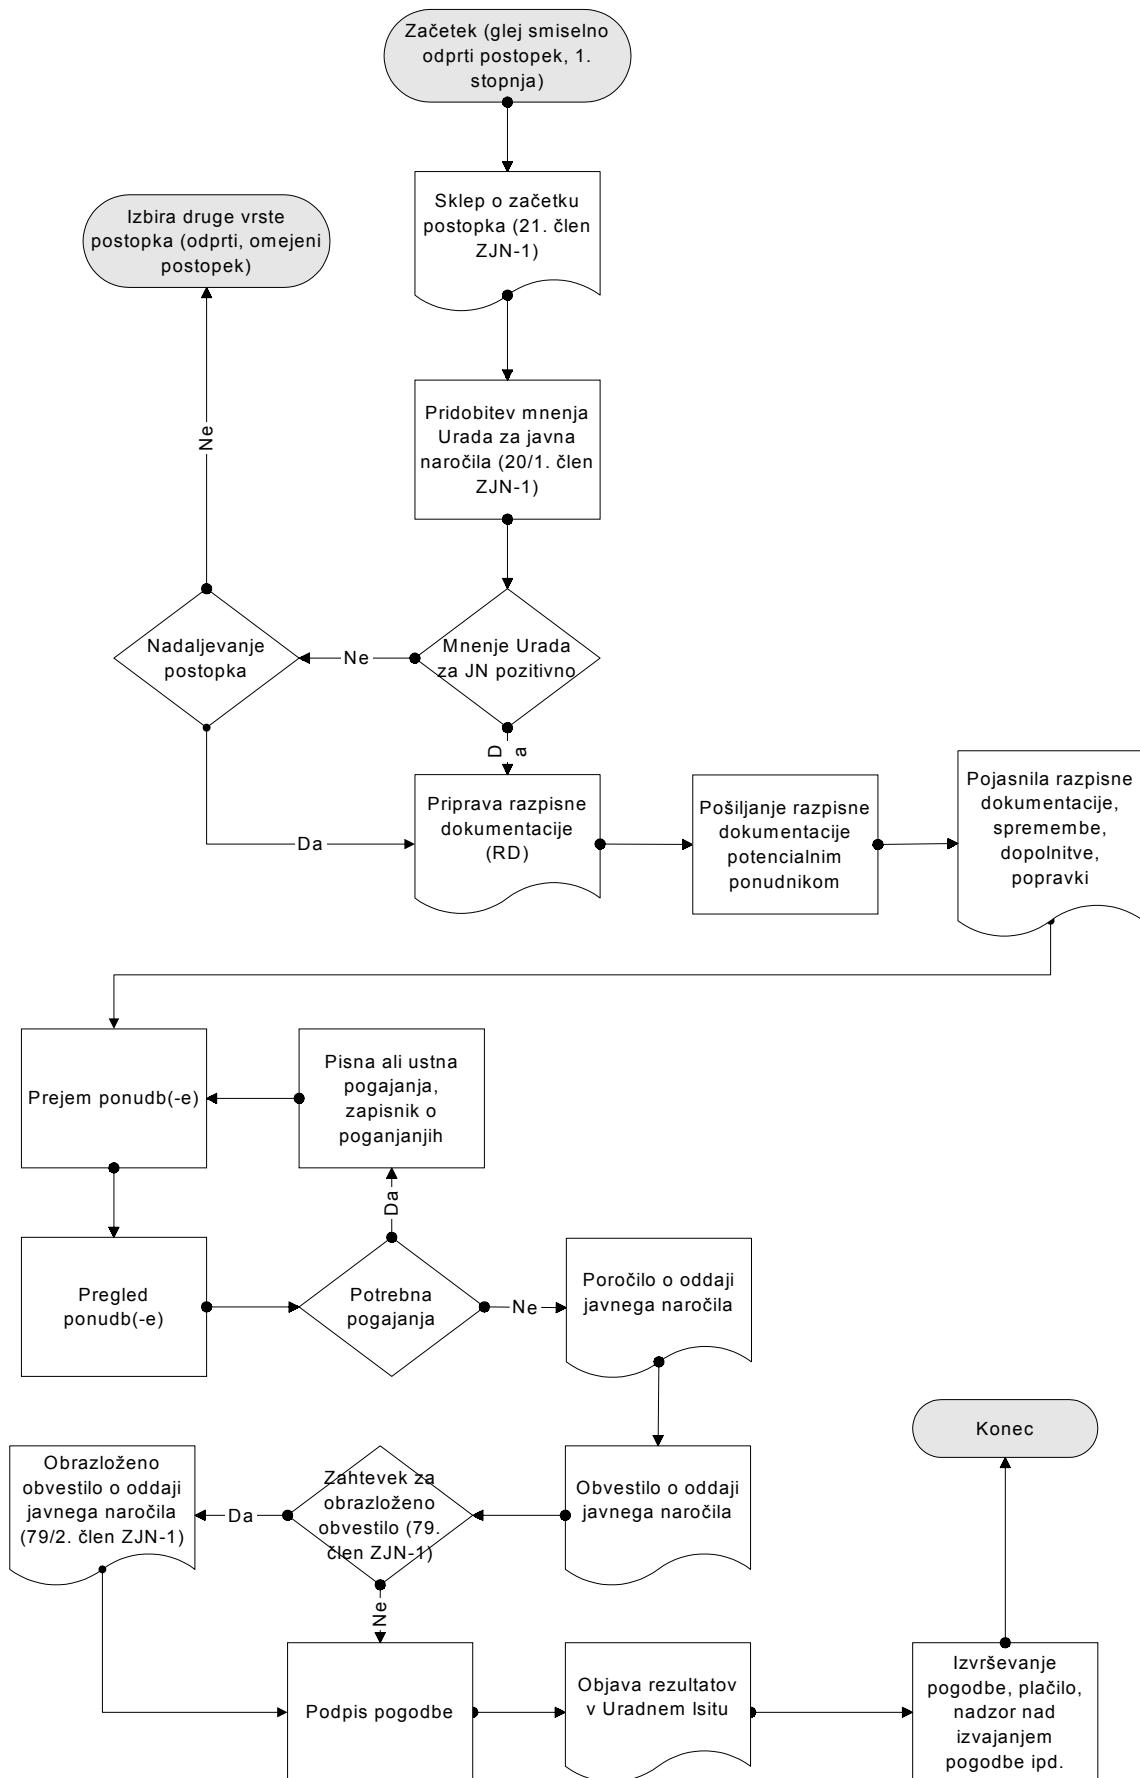 Začetek (glej smiselno
odprti postopek, 1.
stopnja)
Sklep o začetku
postopka (21. člen
ZJN-1)
Izbira druge vrste
postopka (odprti, omejeni
postopek)
Pridobitev mnenja
Urada za javna
naročila (20/1. člen
ZJN-1)
Ne
Nadaljevanje
postopka
Ne
Mnenje Urada
za JN pozitivno
Da
Da
Priprava razpisne
dokumentacije
(RD)
Pošiljanje razpisne
dokumentacije
potencialnim
ponudnikom
Pojasnila razpisne
dokumentacije,
spremembe,
dopolnitve,
popravki
Prejem ponudb(-e)
Pisna ali ustna
pogajanja,
zapisnik o
poganjanjih
Da
Pregled
ponudb(-e)
Potrebna
pogajanja
Ne
Poročilo o oddaji
javnega naročila
Konec
Obrazloženo
obvestilo o oddaji
javnega naročila
(79/2. člen ZJN-1)
Da
Zahtevek za
obrazloženo
obvestilo (79.
člen ZJN-1)
Obvestilo o oddaji
javnega naročila
Ne
Podpis pogodbe
Objava rezultatov
v Uradnem lsitu
Izvrševanje
pogodbe, plačilo,
nadzor nad
izvajanjem
pogodbe ipd.